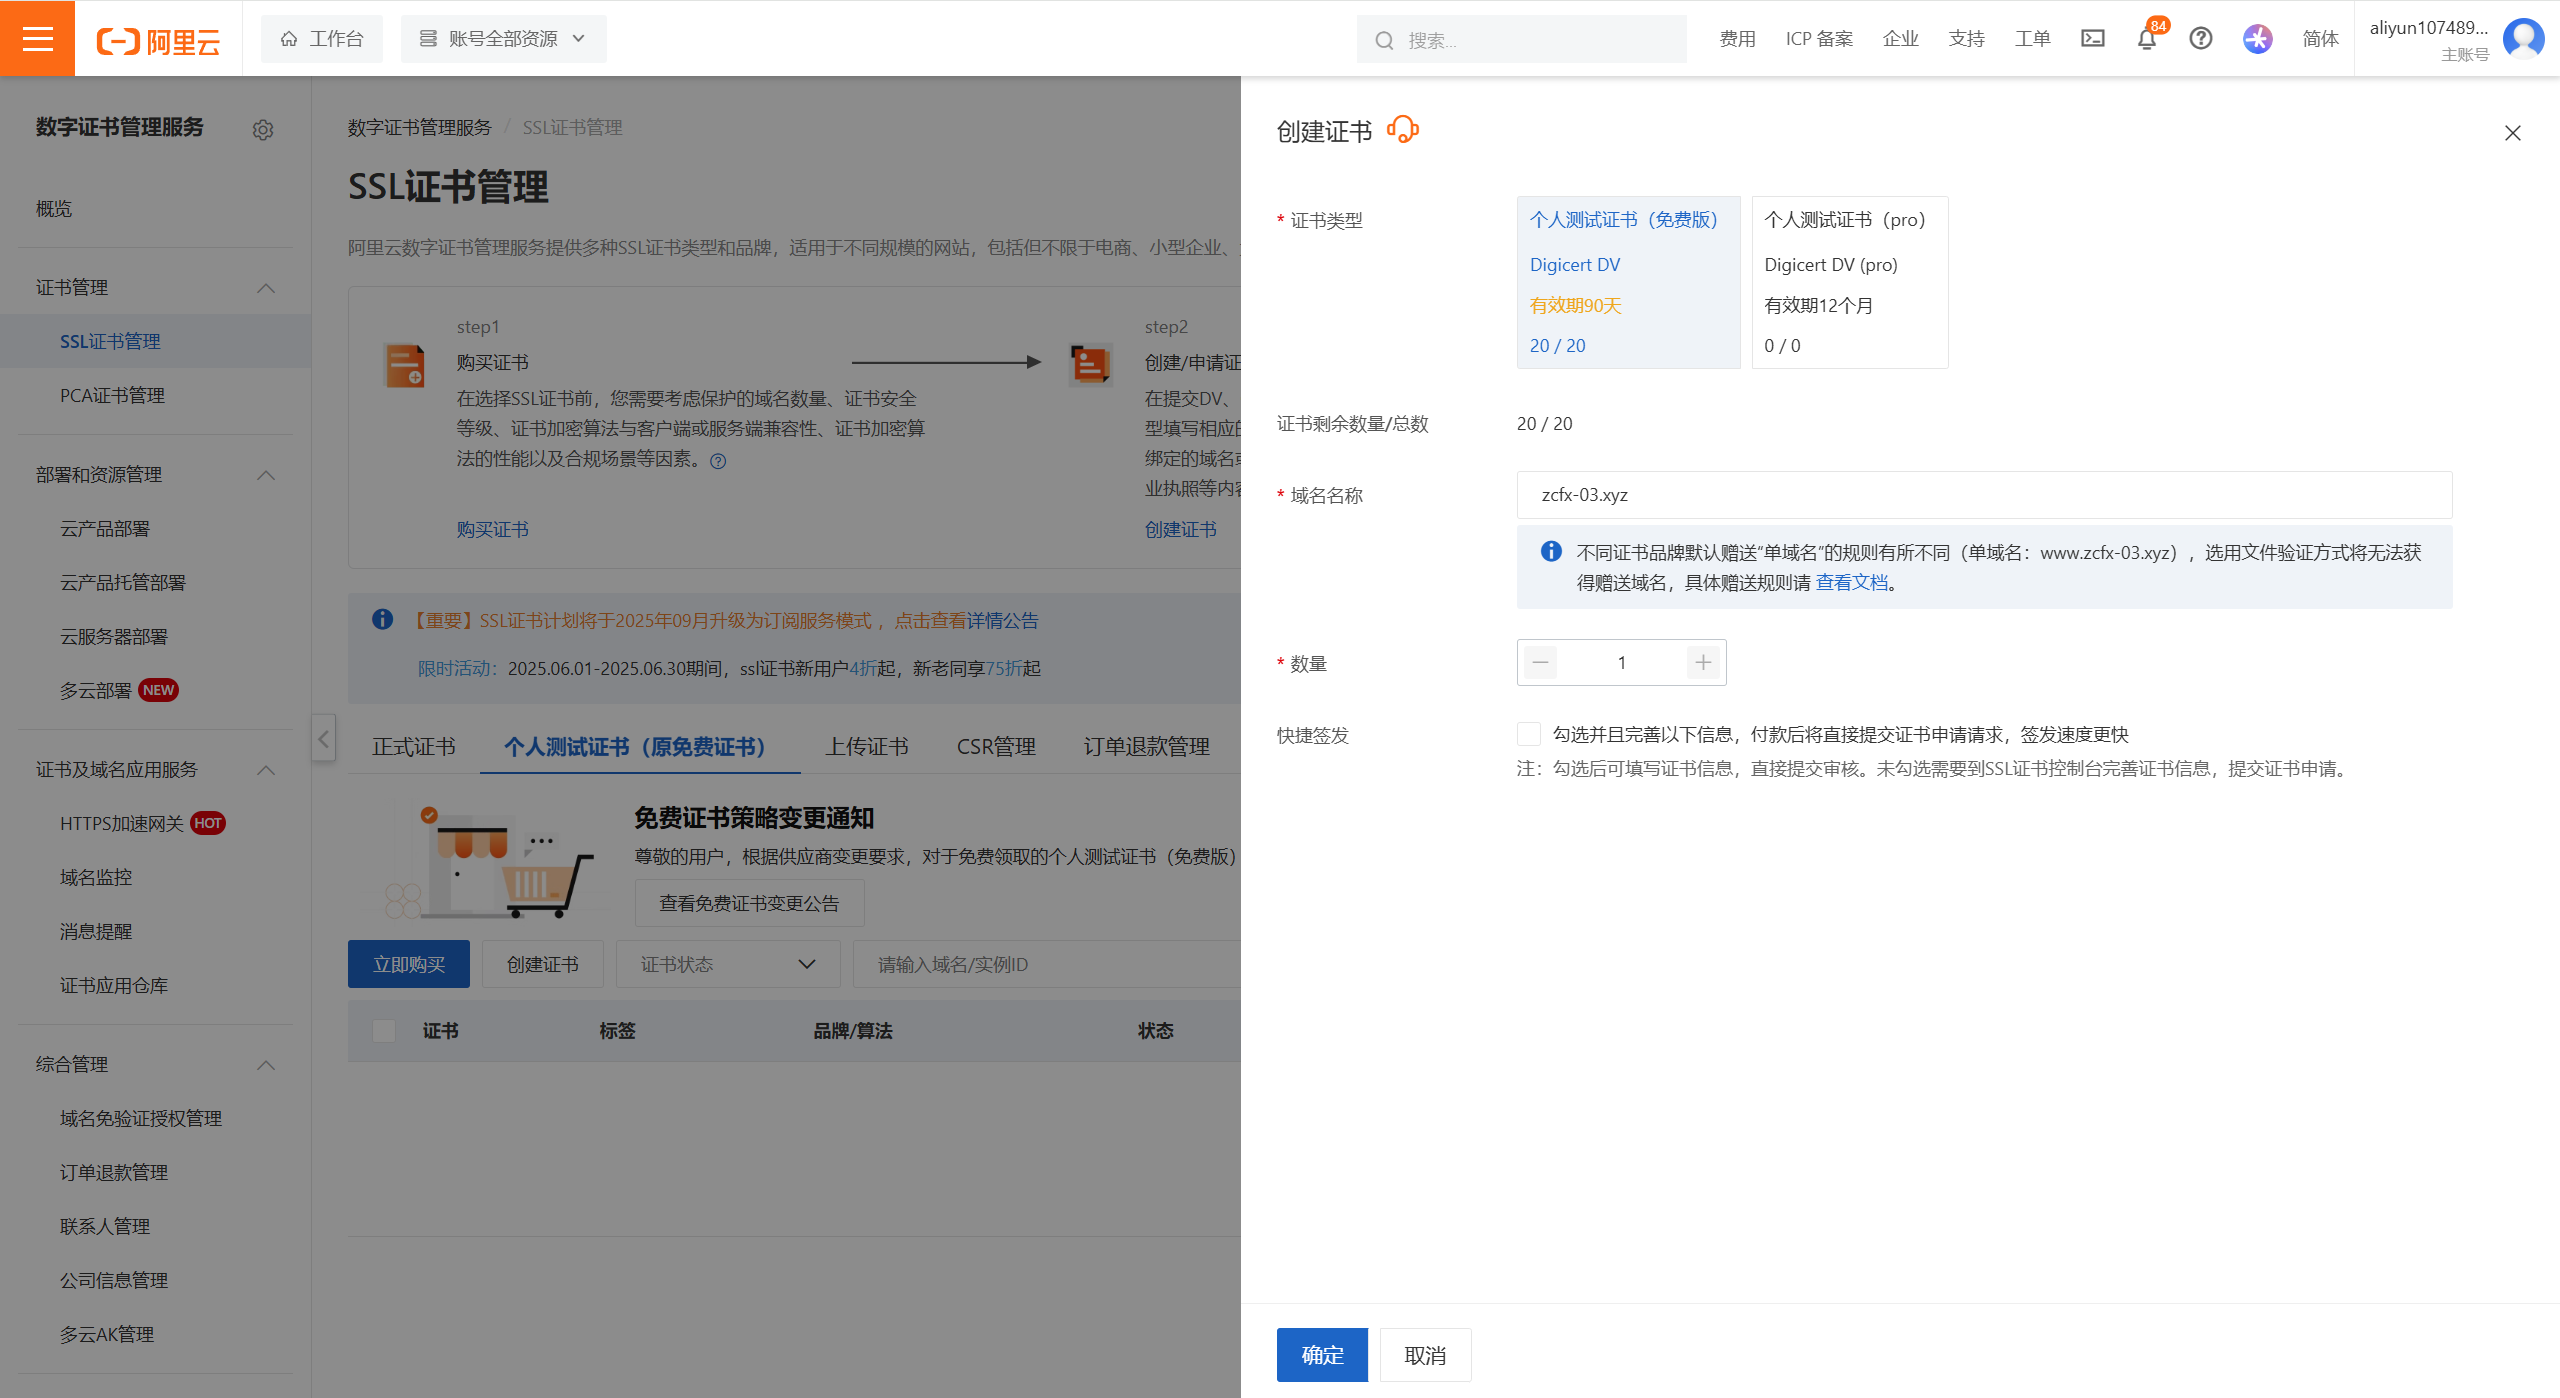 阿里云
工作台
账号全部资源
搜索...
费用
ICP 备案
企业
支持
工单
84
简体
aliyun107489...
主账号
数字证书管理服务
概览
证书管理
SSL证书管理
PCA证书管理
部署和资源管理
云产品部署
云产品托管部署
云服务器部署
多云部署 NEW
证书及域名应用服务
HTTPS加速网关 HOT
域名监控
消息提醒
证书应用仓库
综合管理
域名免验证授权管理
订单退款管理
联系人管理
公司信息管理
多云AK管理
数字证书管理服务 / SSL证书管理
SSL证书管理
阿里云数字证书管理服务提供多种SSL证书类型和品牌，适用于不同规模的网站，包括但不限于电商、小型企业、
step1
购买证书
在选择SSL证书前，您需要考虑保护的域名数量、证书安全
等级、证书加密算法与客户端或服务端兼容性、证书加密算
法的性能以及合规场景等因素。
购买证书
step2
创建/申请证
在提交DV、
型填写相应的
绑定的域名或
业执照等内容
创建证书
【重要】SSL证书计划将于2025年09月升级为订阅服务模式 ，点击查看详情公告
限时活动：2025.06.01-2025.06.30期间，ssl证书新用户4折起，新老同享75折起
正式证书
个人测试证书（原免费证书）
上传证书
CSR管理
订单退款管理
免费证书策略变更通知
尊敬的用户，根据供应商变更要求，对于免费领取的个人测试证书（免费版）
查看免费证书变更公告
立即购买
创建证书
证书状态
请输入域名/实例ID
证书
标签
品牌/算法
状态
创建证书
* 证书类型
个人测试证书（免费版）
Digicert DV
有效期90天
20 / 20
个人测试证书（pro）
Digicert DV (pro)
有效期12个月
0 / 0
证书剩余数量/总数
20 / 20
* 域名名称
zcfx-03.xyz
不同证书品牌默认赠送“单域名”的规则有所不同（单域名：www.zcfx-03.xyz），选用文件验证方式将无法获
得赠送域名，具体赠送规则请 查看文档。
* 数量
1
快捷签发
勾选并且完善以下信息，付款后将直接提交证书申请请求，签发速度更快
注：勾选后可填写证书信息，直接提交审核。未勾选需要到SSL证书控制台完善证书信息，提交证书申请。
确定
取消